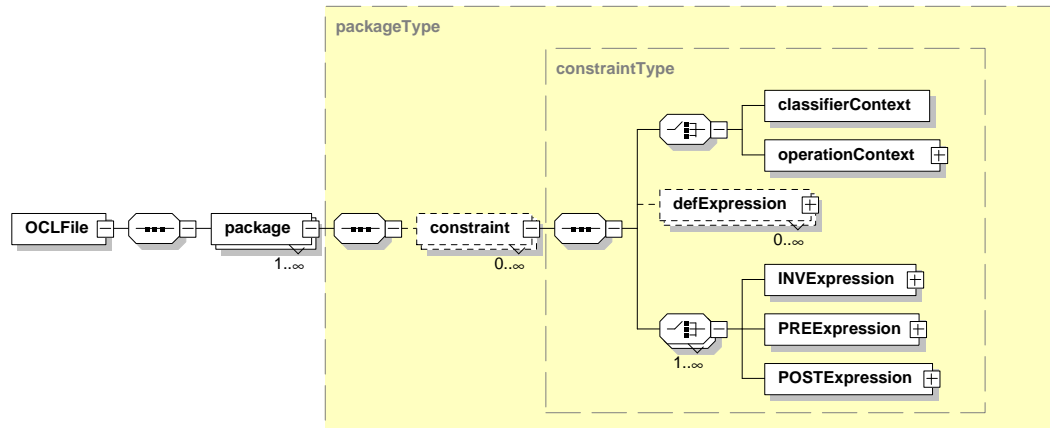 packageType
constraintType
classifierContext
operationContext
defExpression
0..∞
OCLFile
package
1..∞
constraint
0..∞
INVExpression
PREExpression
1..∞
POSTExpression